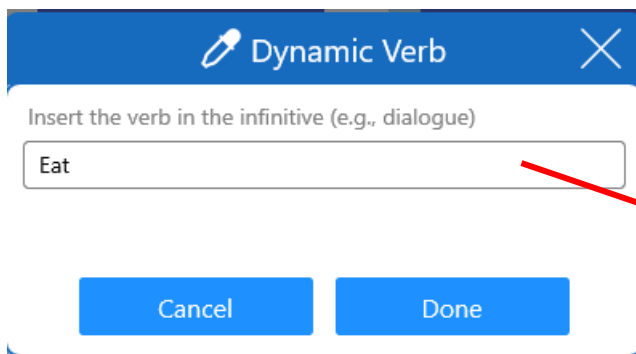 Dynamic Verb
Insert the verb in the infinitive (e.g., dialogue)
Eat
Cancel Done